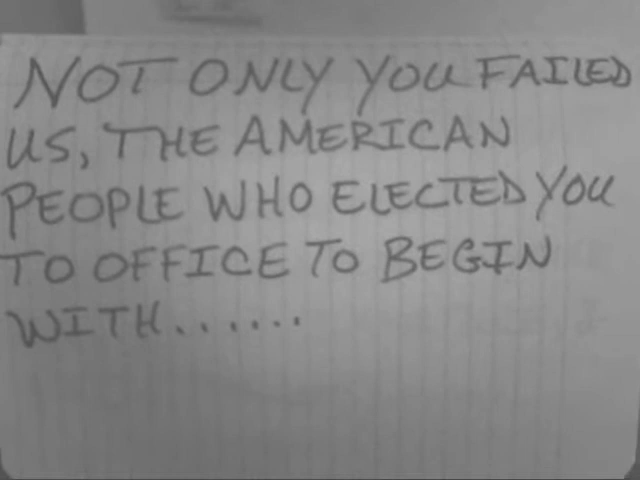 NOT ONLY YOU FAILED
US, THE AMERICAN
PEOPLE WHO ELECTED YOU
TO OFFICE TO BEGIN
WITH......